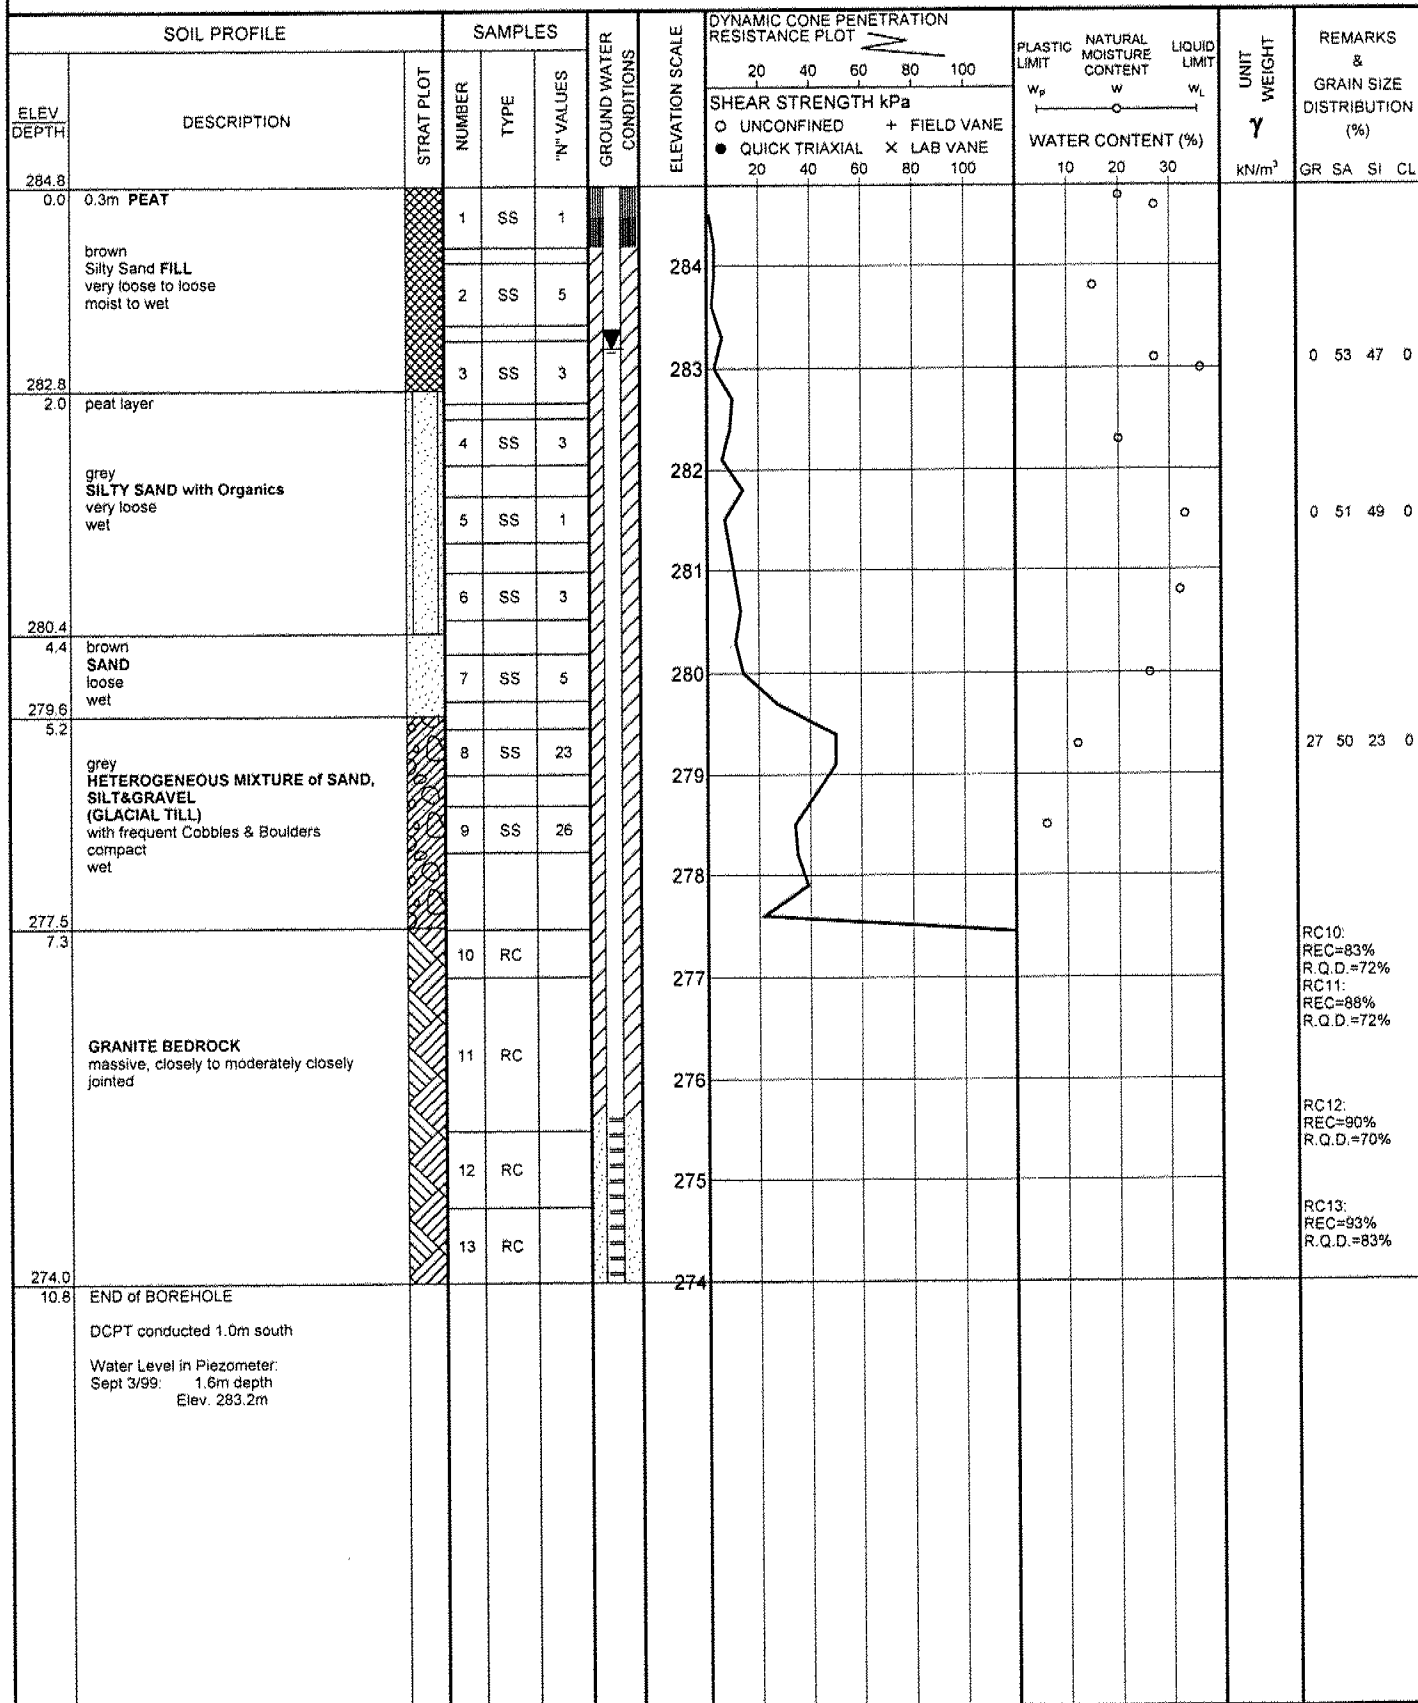 SOIL PROFILE
SAMPLES
GROUND WATER
CONDITIONS
ELEVATION SCALE
DYNAMIC CONE PENETRATION
RESISTANCE PLOT
20 40 60 80 100
SHEAR STRENGTH kPa
○ UNCONFINED + FIELD VANE
● QUICK TRIAXIAL × LAB VANE
20 40 60 80 100
PLASTIC
LIMIT
NATURAL
MOISTURE
CONTENT
LIQUID
LIMIT
WP W WL
WATER CONTENT (%)
10 20 30
UNIT
WEIGHT
γ
kN/m³
REMARKS
&
GRAIN SIZE
DISTRIBUTION
(%)
GR SA SI CL
ELEV
DEPTH
DESCRIPTION
STRAT PLOT
NUMBER
TYPE
"N" VALUES
284.8
0.0 0.3m PEAT
1 SS 1
brown
Silty Sand FILL
very loose to loose
moist to wet
284
2 SS 5
0 53 47 0
283
3 SS 3
282.8
2.0 peat layer
4 SS 3
282
grey
SILTY SAND with Organics
very loose
wet
5 SS 1
0 51 49 0
281
6 SS 3
280.4
4.4 brown
SAND
loose
wet
7 SS 5
280
279.6
5.2
8 SS 23
27 50 23 0
grey
HETEROGENEOUS MIXTURE of SAND,
SILT&GRAVEL
(GLACIAL TILL)
with frequent Cobbles & Boulders
compact
wet
279
9 SS 26
278
277.5
7.3
10 RC
277
RC10:
REC=83%
R.Q.D.=72%
RC11:
REC=88%
R.Q.D.=72%
GRANITE BEDROCK
massive, closely to moderately closely
jointed
11 RC
276
RC12:
REC=90%
R.Q.D.=70%
12 RC
275
RC13:
REC=93%
R.Q.D.=83%
13 RC
274.0
274
10.8 END of BOREHOLE
DCPT conducted 1.0m south
Water Level in Piezometer:
Sept 3/99: 1.6m depth
Elev. 283.2m